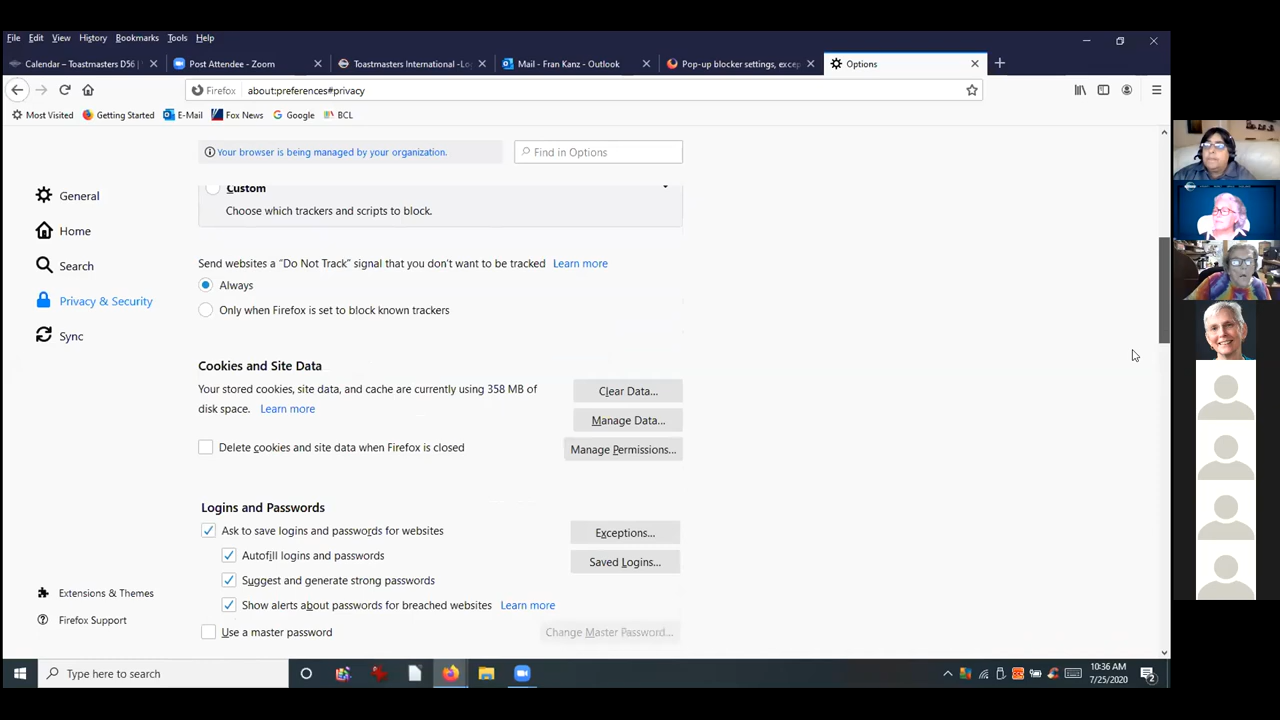 File Edit View History Bookmarks Tools Help
Calendar – Toastmasters D56 Post Attendee - Zoom Toastmasters International -Lo Mail - Fran Kanz - Outlook Pop-up blocker settings, excep Options
Firefox about:preferences#privacy
Most Visited Getting Started E-Mail Fox News Google BCL
Your browser is being managed by your organization. Find in Options
General
Home
Search
Privacy & Security
Sync
Custom
Choose which trackers and scripts to block.
Send websites a “Do Not Track” signal that you don’t want to be tracked Learn more
Always
Only when Firefox is set to block known trackers
Cookies and Site Data
Your stored cookies, site data, and cache are currently using 358 MB of
disk space. Learn more
Clear Data...
Manage Data...
Delete cookies and site data when Firefox is closed Manage Permissions...
Logins and Passwords
Ask to save logins and passwords for websites Exceptions...
Autofill logins and passwords Saved Logins...
Suggest and generate strong passwords
Show alerts about passwords for breached websites Learn more
Use a master password Change Master Password...
Extensions & Themes
Firefox Support
Type here to search
10:36 AM
7/25/2020
2